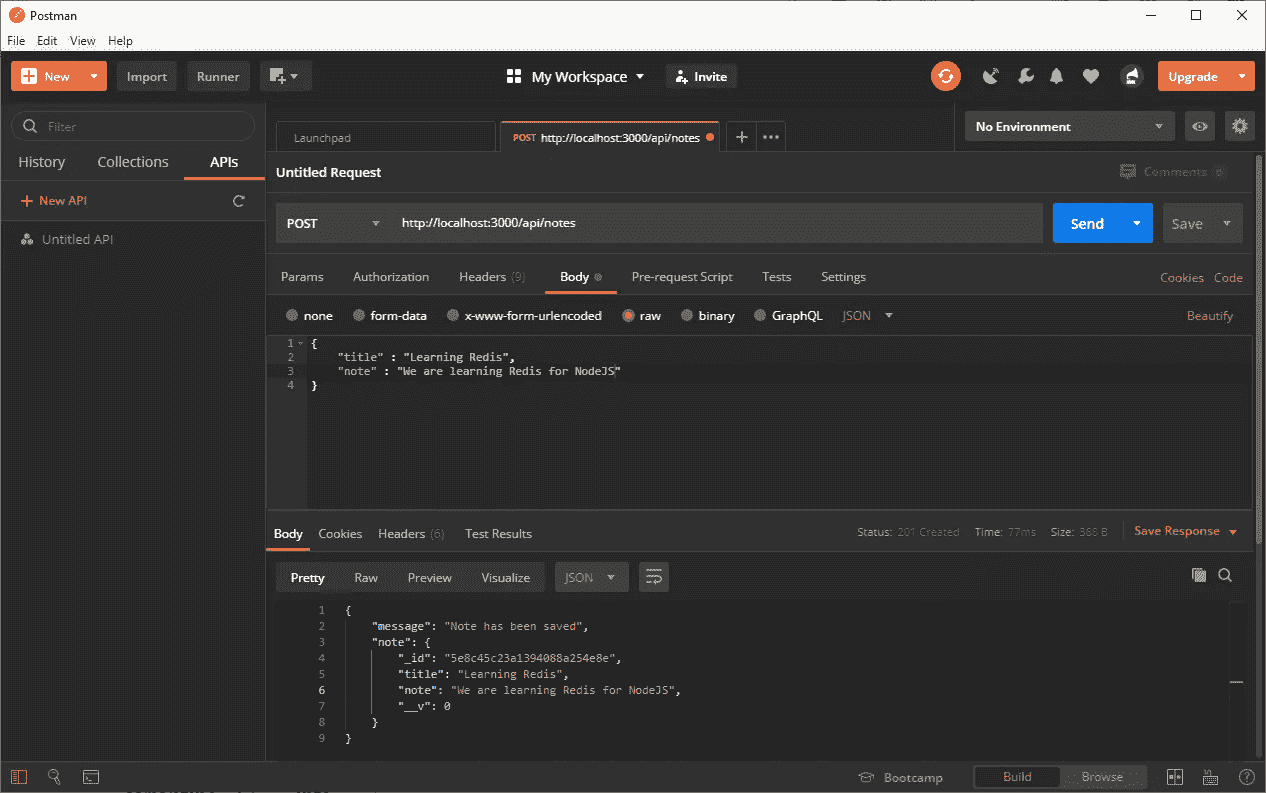 Postman
File Edit View Help
New Import Runner My Workspace Invite Upgrade
Filter
History Collections APIs
New API
Untitled API
Launchpad POST http://localhost:3000/api/notes No Environment
Untitled Request Comments 0
POST http://localhost:3000/api/notes Send Save
Params Authorization Headers (9) Body Pre-request Script Tests Settings Cookies Code
none form-data x-www-form-urlencoded raw binary GraphQL JSON Beautify
1 {
2 "title" : "Learning Redis",
3 "note" : "We are learning Redis for NodeJS"
4 }
Body Cookies Headers (6) Test Results Status: 201 Created Time: 77ms Size: 368 B Save Response
Pretty Raw Preview Visualize JSON
1 {
2 "message": "Note has been saved",
3 "note": {
4 "_id": "5e8c45c23a1394088a254e8e",
5 "title": "Learning Redis",
6 "note": "We are learning Redis for NodeJS",
7 "__v": 0
8 }
9 }
Bootcamp Build Browse